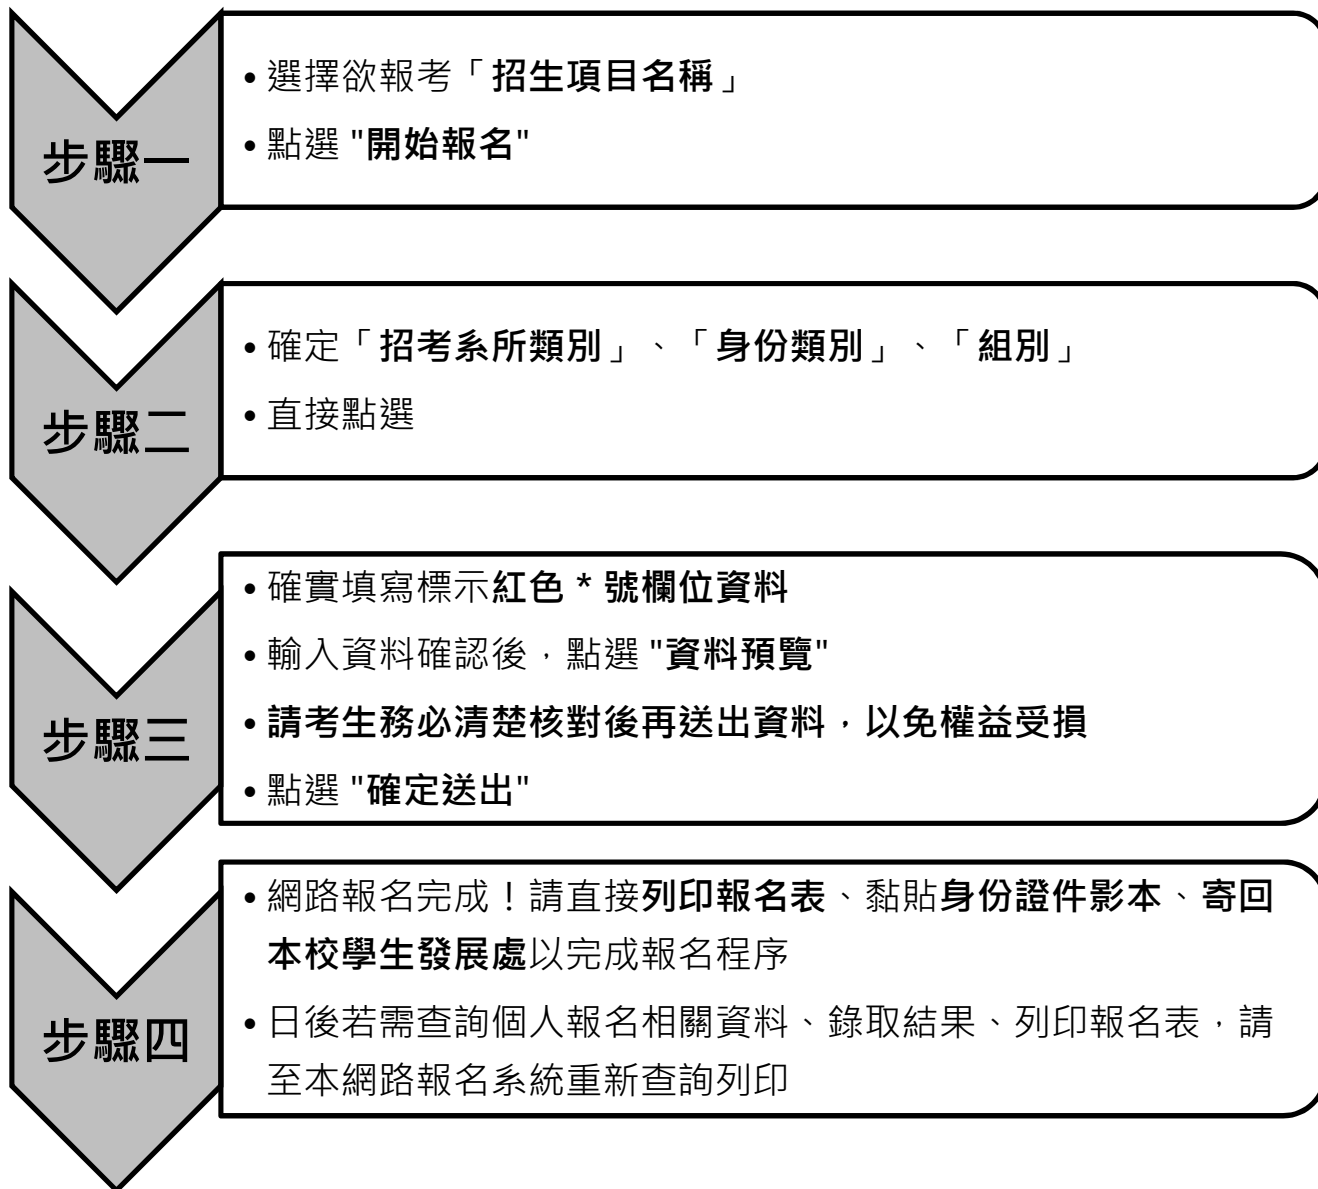 步驟一
• 選擇欲報考「招生項目名稱」
• 點選 "開始報名"
步驟二
• 確定「招考系所類別」、「身份類別」、「組別」
• 直接點選
步驟三
• 確實填寫標示紅色 * 號欄位資料
• 輸入資料確認後，點選 "資料預覽"
• 請考生務必清楚核對後再送出資料，以免權益受損
• 點選 "確定送出"
步驟四
• 網路報名完成！請直接列印報名表、黏貼身份證件影本、寄回
本校學生發展處以完成報名程序
• 日後若需查詢個人報名相關資料、錄取結果、列印報名表，請
至本網路報名系統重新查詢列印